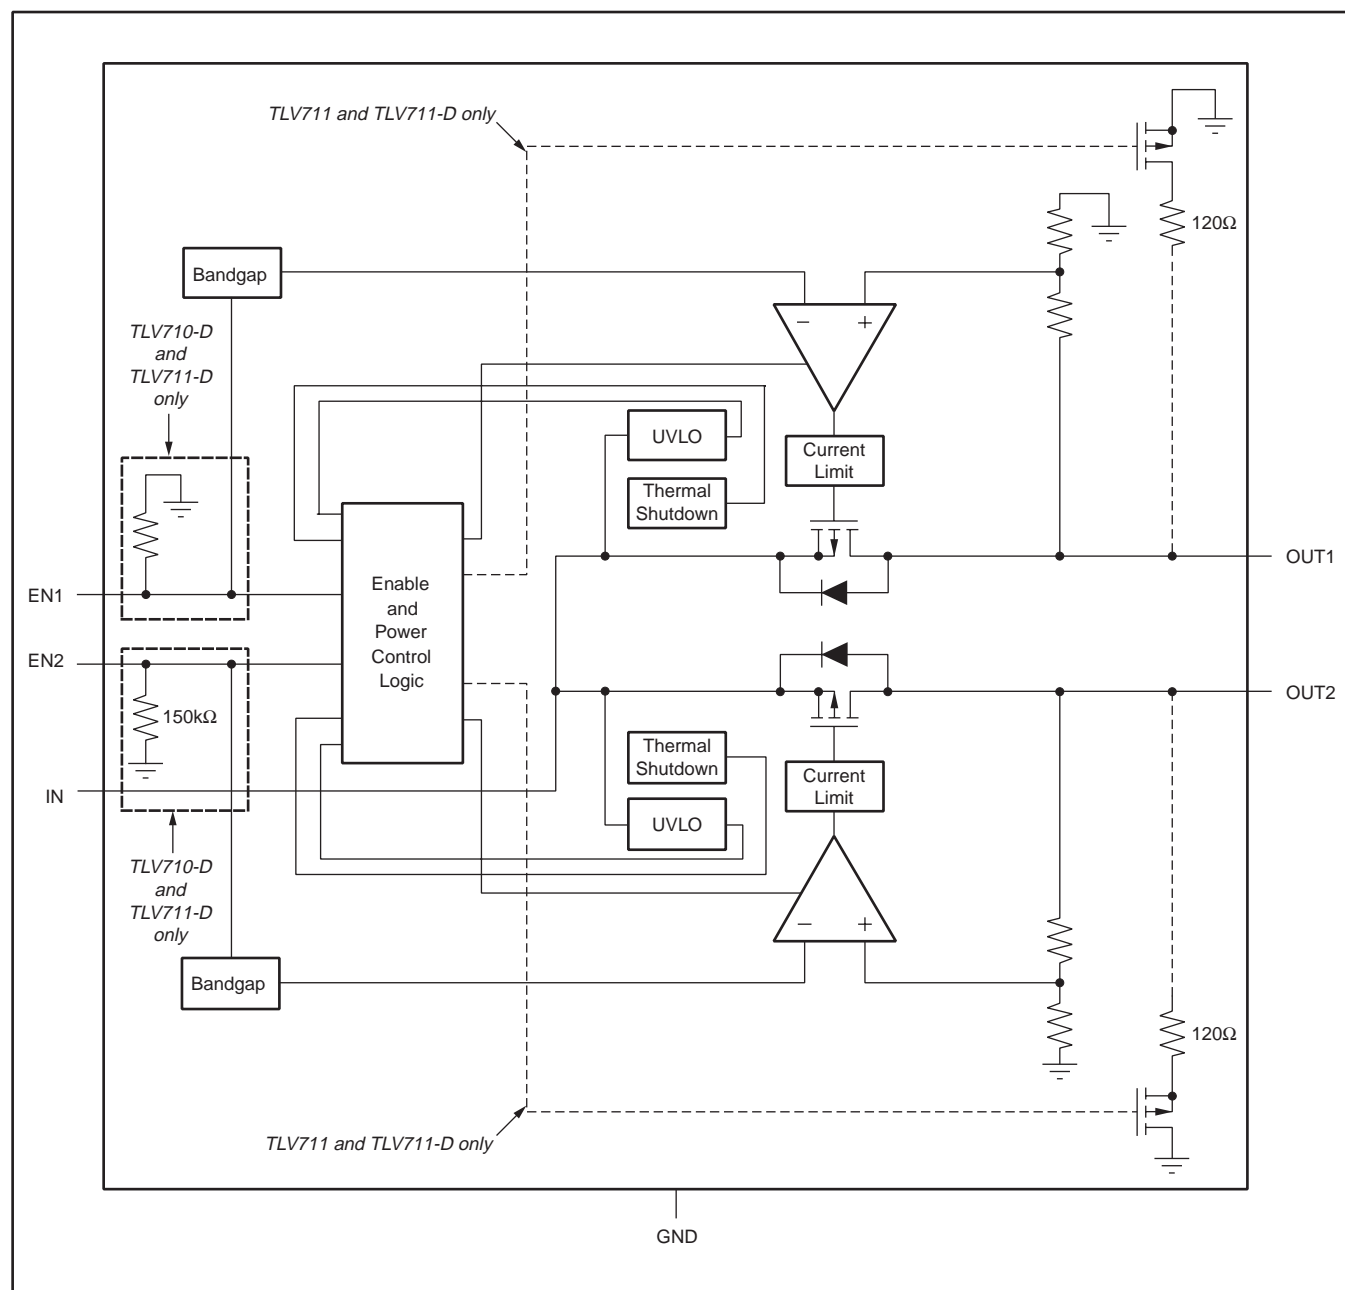 TLV711 and TLV711-D only
120Ω
Bandgap
TLV710-D
and
TLV711-D
only
−
+
UVLO
Current
Limit
Thermal
Shutdown
EN1
OUT1
Enable
and
Power
Control
Logic
EN2
OUT2
150kΩ
Thermal
Shutdown
Current
Limit
IN
UVLO
TLV710-D
and
TLV711-D
only
−
+
Bandgap
120Ω
TLV711 and TLV711-D only
GND